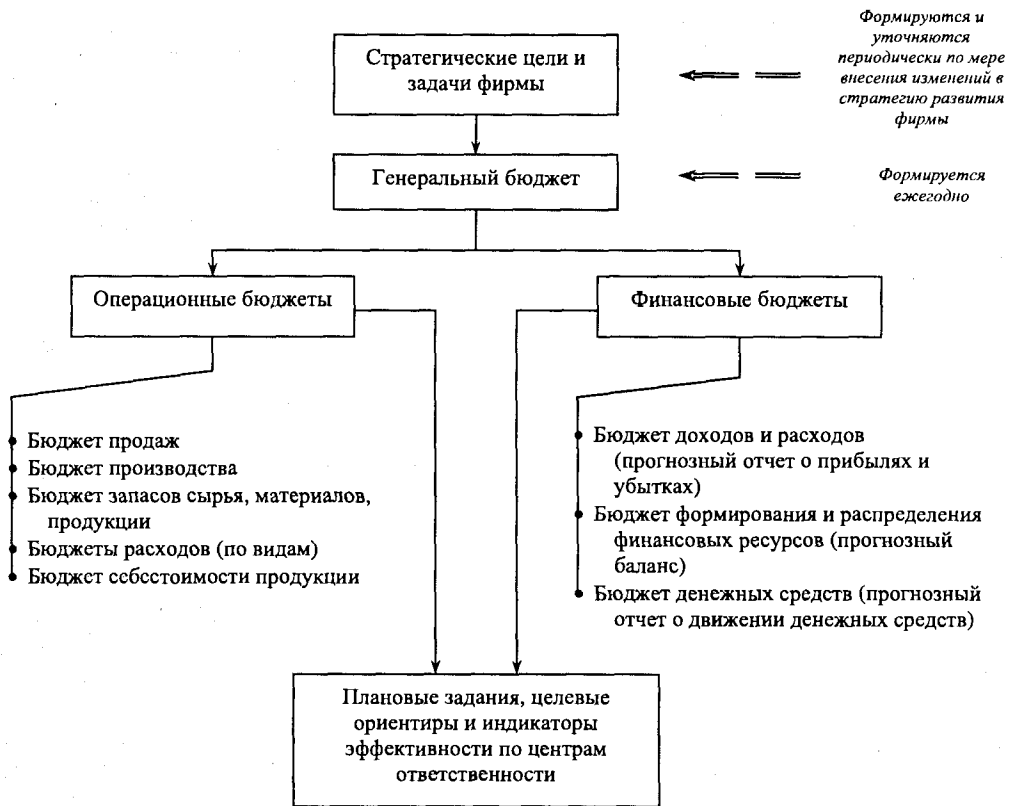 Формируются и
уточняются
периодически по мере
внесения изменений в
стратегию развития
фирмы
Стратегические цели и
задачи фирмы
Генеральный бюджет
Формируется
ежегодно
Операционные бюджеты
Финансовые бюджеты
• Бюджет продаж
• Бюджет производства
• Бюджет запасов сырья, материалов,
продукции
• Бюджеты расходов (по видам)
• Бюджет себестоимости продукции
• Бюджет доходов и расходов
(прогнозный отчет о прибылях и
убытках)
• Бюджет формирования и распределения
финансовых ресурсов (прогнозный
баланс)
• Бюджет денежных средств (прогнозный
отчет о движении денежных средств)
Плановые задания, целевые
ориентиры и индикаторы
эффективности по центрам
ответственности